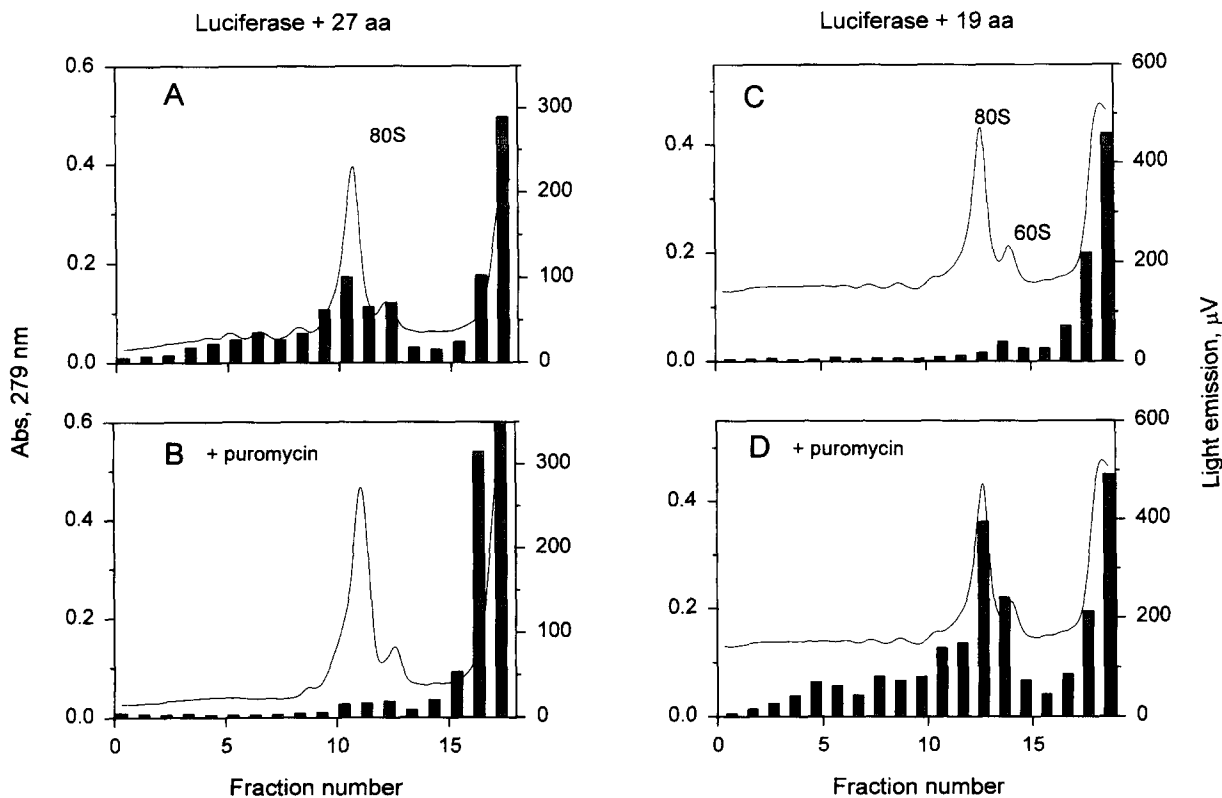 Luciferase + 27 aa
Luciferase + 19 aa
A
80S
0.6
0.4
0.2
0.0
300
200
100
0
C
80S
60S
0.4
0.2
0.0
600
400
200
0
Abs, 279 nm
Light emission, μV
B + puromycin
0.6
0.4
0.2
0.0
300
200
100
0
0 5 10 15
Fraction number
D + puromycin
0.4
0.2
0.0
600
400
200
0
0 5 10 15
Fraction number